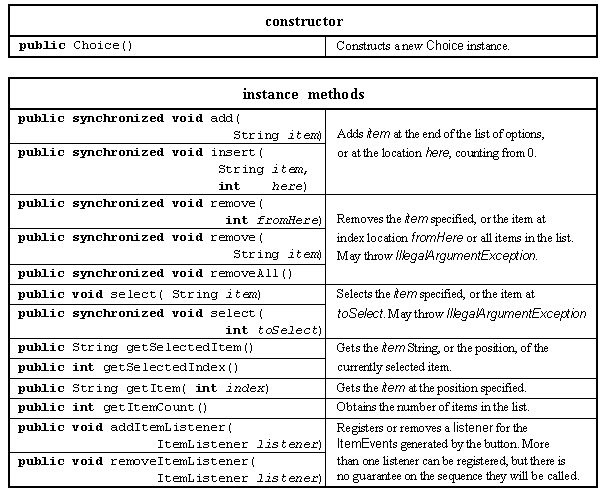 constructor
public Choice()
Constructs a new Choice instance.
instance methods
public synchronized void add(
String item)
public synchronized void insert(
String item,
int here)
Adds item at the end of the list of options,
or at the location here, counting from 0.
public synchronized void remove(
int fromHere)
public synchronized void remove(
String item)
public synchronized void removeAll()
Removes the item specified, or the item at
index location fromHere or all items in the list.
May throw IllegalArgumentException.
public void select( String item)
public synchronized void select(
int toSelect)
Selects the item specified, or the item at
toSelect. May throw IllegalArgumentException
public String getSelectedItem()
public int getSelectedIndex()
Gets the item String, or the position, of the
currently selected item.
public String getItem( int index)
Gets the item at the position specified.
public int getItemCount()
Obtains the number of items in the list.
public void addItemListener(
ItemListener listener)
public void removeItemListener(
ItemListener listener)
Registers or removes a listener for the
ItemEvents generated by the button. More
than one listener can be registered, but there is
no guarantee on the sequence they will be called.